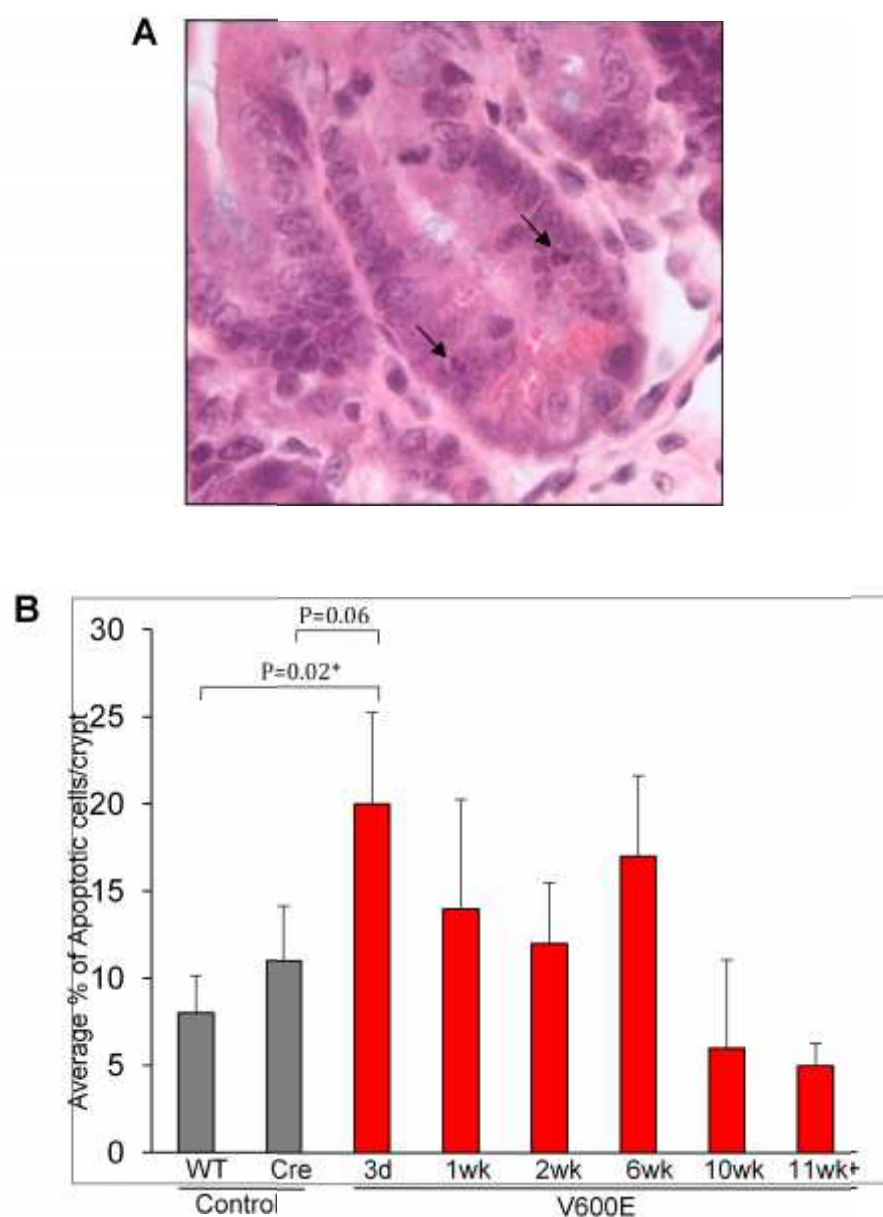 A
B
P=0.06
P=0.02*
Average % of Apoptotic cells/crypt
30
25
20
15
10
5
0
WT Cre 3d 1wk 2wk 6wk 10wk 11wk+
Control V600E